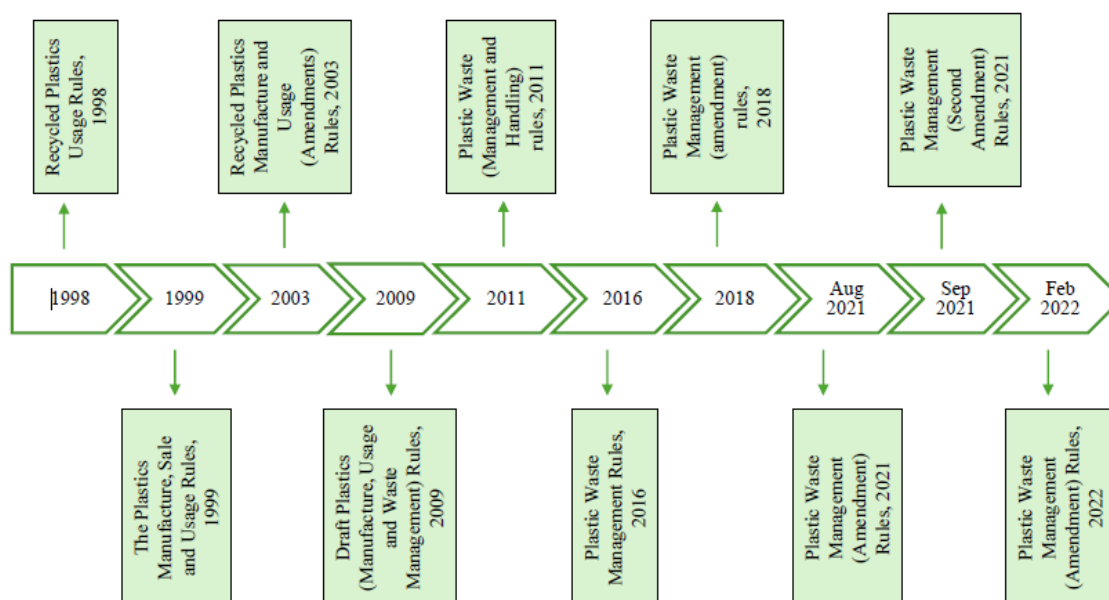 Recycled Plastics
Usage Rules,
1998
Recycled Plastics
Manufacture and
Usage
(Amendments)
Rules, 2003
Plastic Waste
(Management and
Handling)
rules, 2011
Plastic Waste
Management
(amendment)
rules,
2018
Plastic Waste
Management
(Second
Amendment)
Rules, 2021
1998
1999
2003
2009
2011
2016
2018
Aug
2021
Sep
2021
Feb
2022
The Plastics
Manufacture, Sale
and Usage Rules,
1999
Draft Plastics
(Manufacture, Usage
and Waste
Management) Rules,
2009
Plastic Waste
Management Rules,
2016
Plastic Waste
Management
(Amendment)
Rules, 2021
Plastic Waste
Management
(Amendment) Rules,
2022